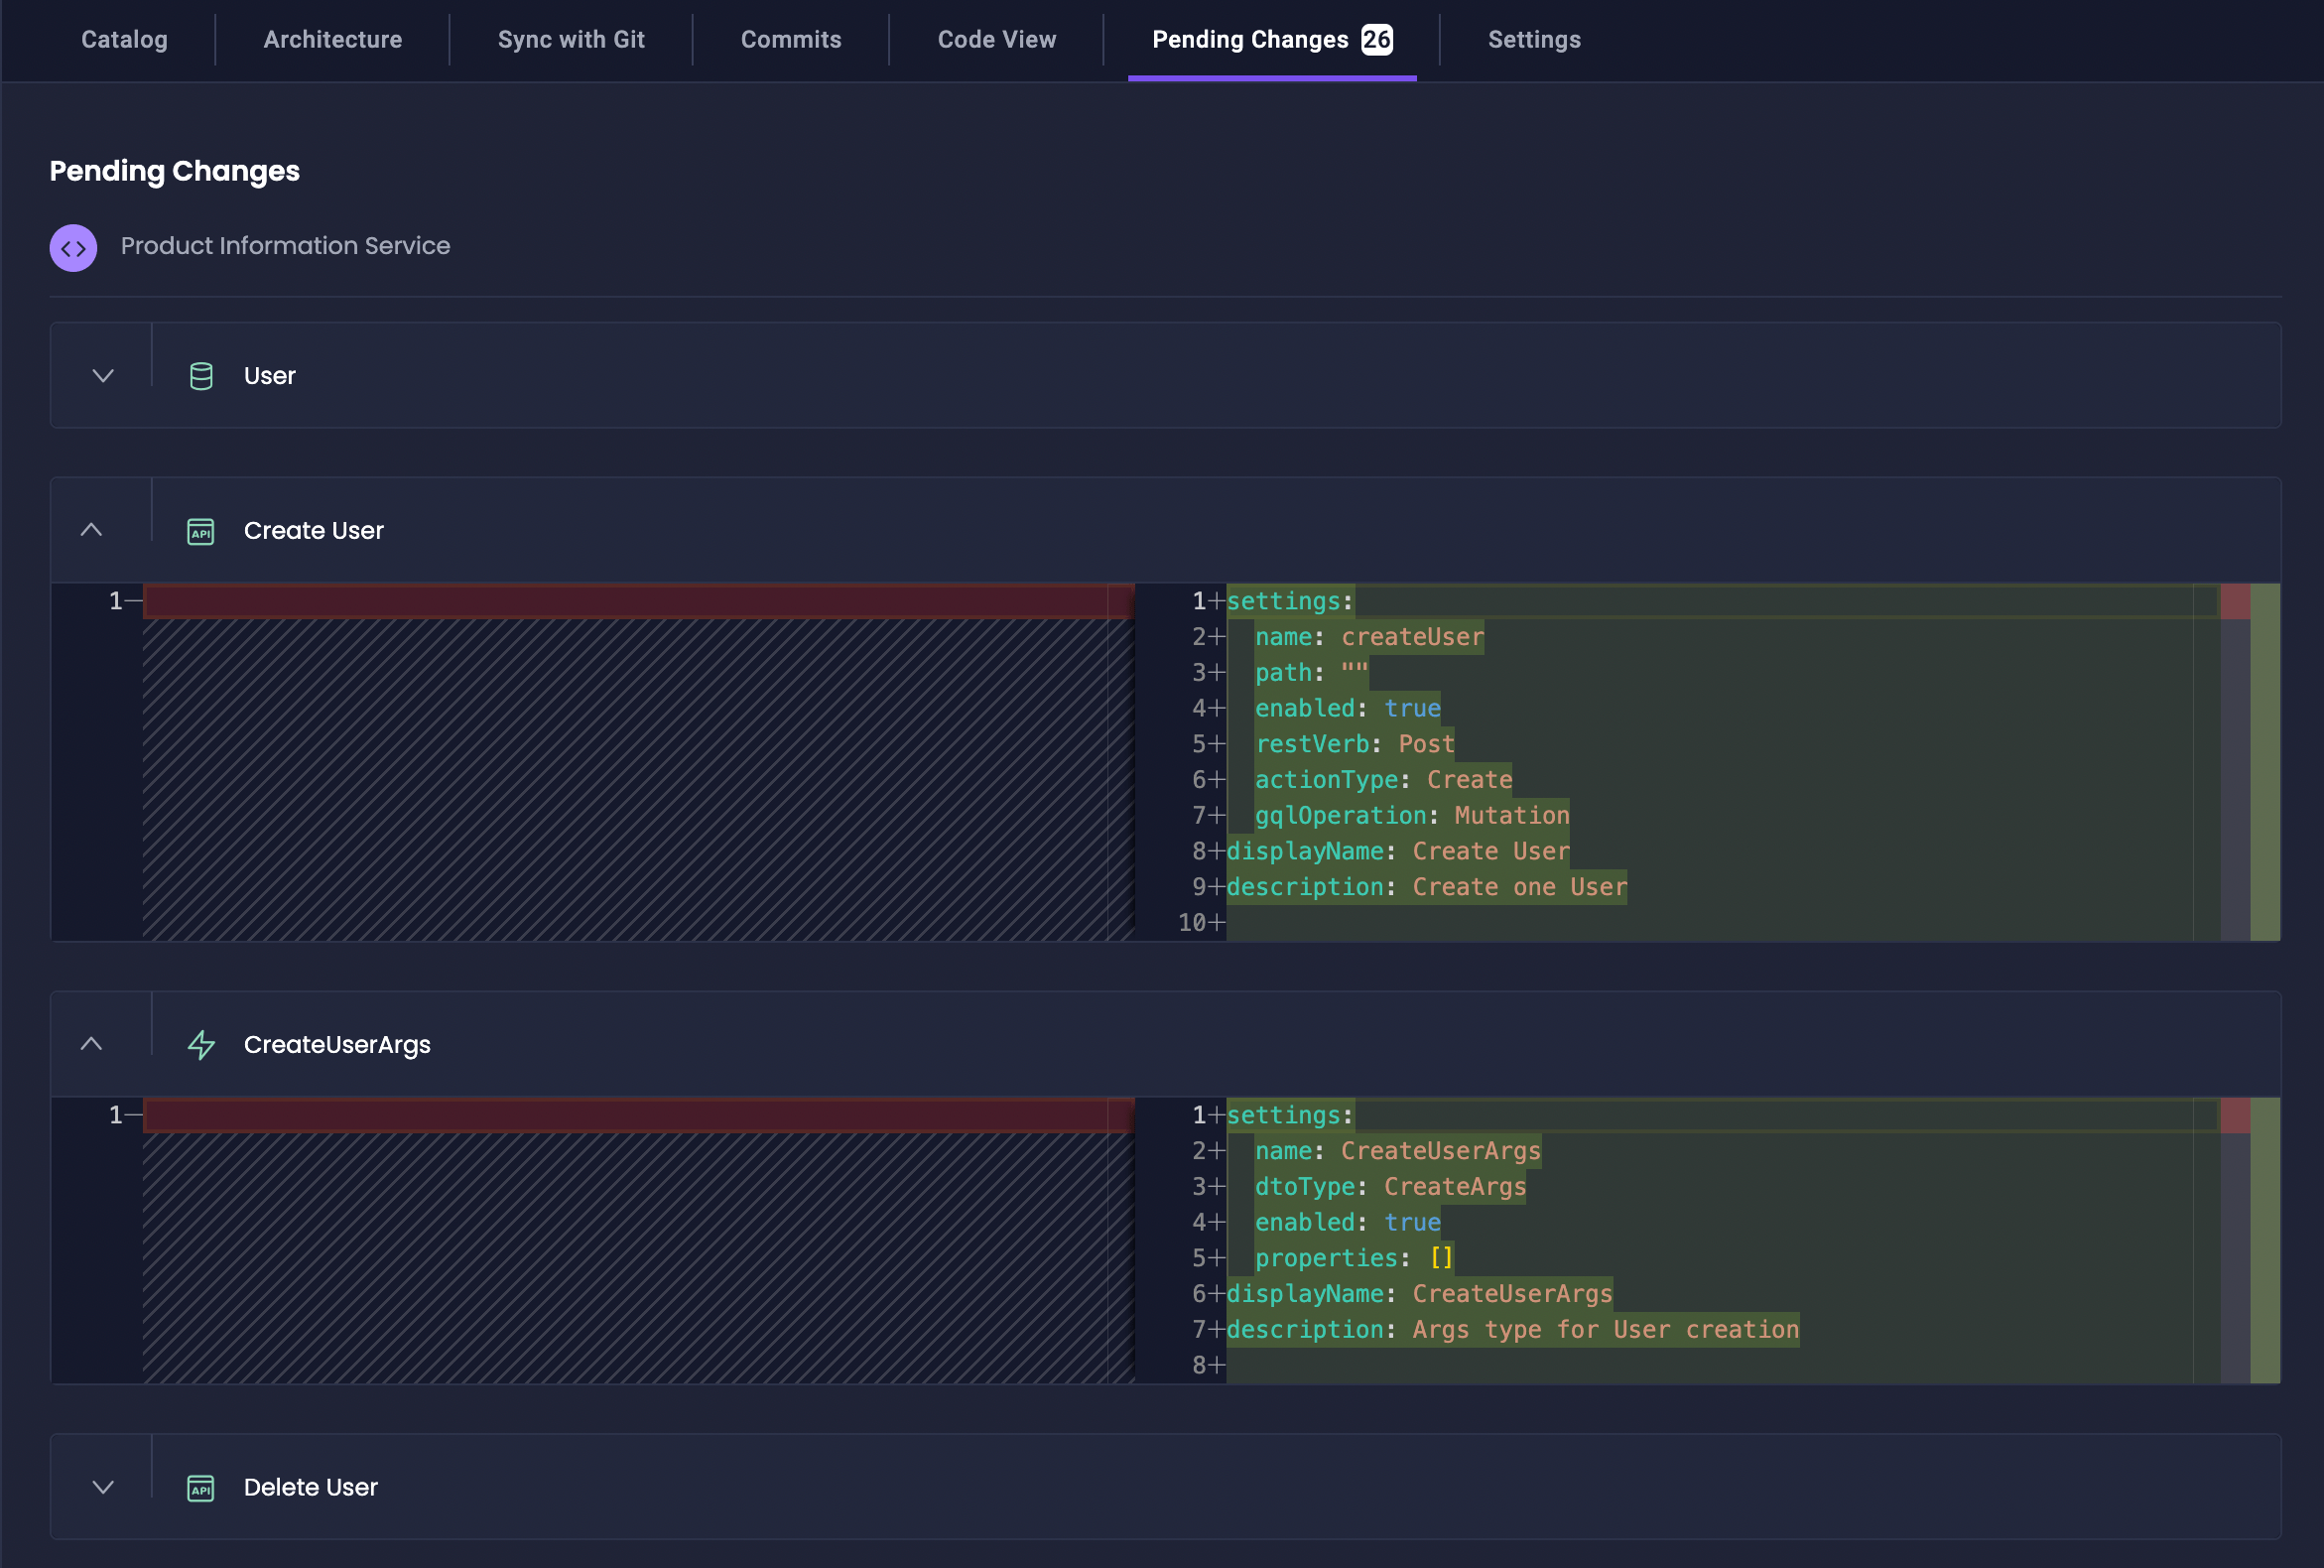 Catalog
Architecture
Sync with Git
Commits
Code View
Pending Changes 26
Settings
Pending Changes
Product Information Service
User
API
Create User
1
1+settings:
2+  name: createUser
3+  path: ""
4+  enabled: true
5+  restVerb: Post
6+  actionType: Create
7+  gqlOperation: Mutation
8+displayName: Create User
9+description: Create one User
10+
CreateUserArgs
1
1+settings:
2+  name: CreateUserArgs
3+  dtoType: CreateArgs
4+  enabled: true
5+  properties: []
6+displayName: CreateUserArgs
7+description: Args type for User creation
8+
API
Delete User